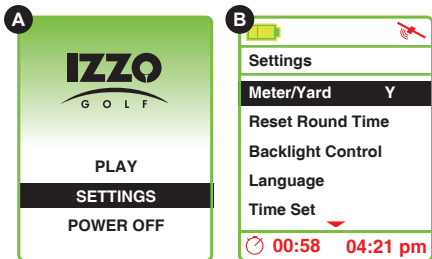 A
IZZO
GOLF
PLAY
SETTINGS
POWER OFF
B
Settings
Meter/Yard Y
Reset Round Time
Backlight Control
Language
Time Set
00:58 04:21 pm